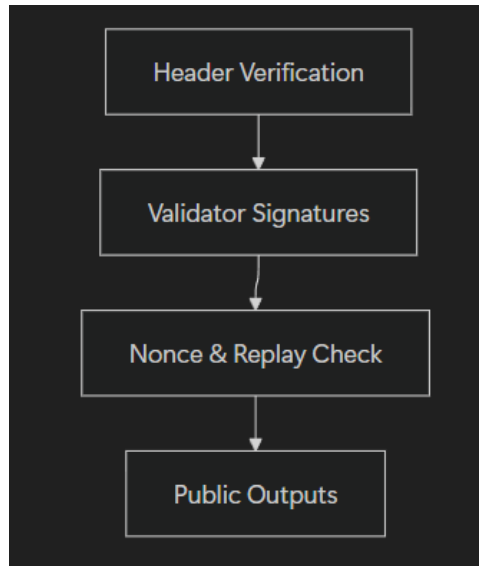 Header Verification
Validator Signatures
Nonce & Replay Check
Public Outputs